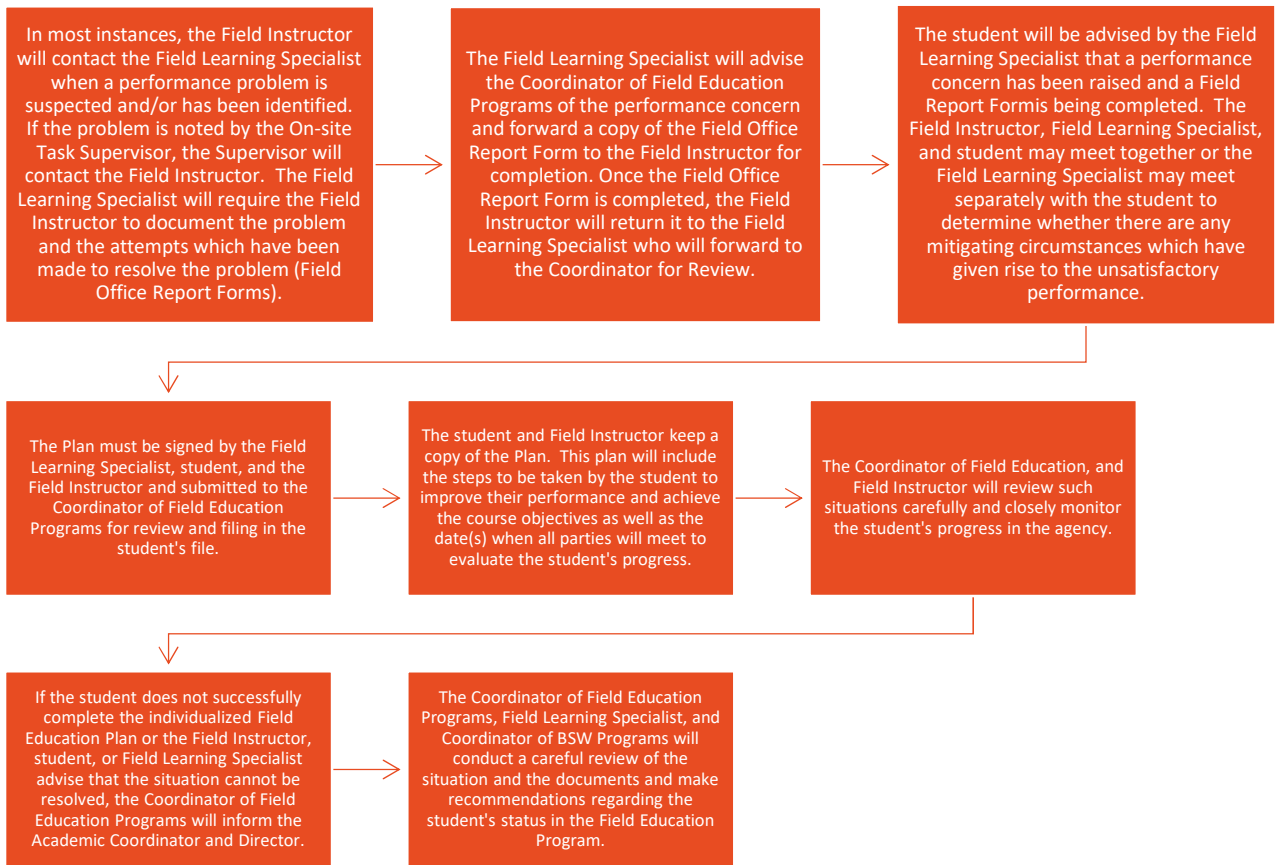 In most instances, the Field Instructor
will contact the Field Learning Specialist
when a performance problem is
suspected and/or has been identified.
If the problem is noted by the On-site
Task Supervisor, the Supervisor will
contact the Field Instructor.  The Field
Learning Specialist will require the Field
Instructor to document the problem
and the attempts which have been
made to resolve the problem (Field
Office Report Forms).
The Field Learning Specialist will advise
the Coordinator of Field Education
Programs of the performance concern
and forward a copy of the Field Office
Report Form to the Field Instructor for
completion. Once the Field Office
Report Form is completed, the Field
Instructor will return it to the Field
Learning Specialist who will forward to
the Coordinator for Review.
The student will be advised by the Field
Learning Specialist that a performance
concern has been raised and a Field
Report Formis being completed.  The
Field Instructor, Field Learning Specialist,
and student may meet together or the
Field Learning Specialist may meet
separately with the student to
determine whether there are any
mitigating circumstances which have
given rise to the unsatisfactory
performance.
The Plan must be signed by the Field
Learning Specialist, student, and the
Field Instructor and submitted to the
Coordinator of Field Education
Programs for review and filing in the
student's file.
The student and Field Instructor keep a
copy of the Plan.  This plan will include
the steps to be taken by the student to
improve their performance and achieve
the course objectives as well as the
date(s) when all parties will meet to
evaluate the student's progress.
The Coordinator of Field Education, and
Field Instructor will review such
situations carefully and closely monitor
the student's progress in the agency.
If the student does not successfully
complete the individualized Field
Education Plan or the Field Instructor,
student, or Field Learning Specialist
advise that the situation cannot be
resolved, the Coordinator of Field
Education Programs will inform the
Academic Coordinator and Director.
The Coordinator of Field Education
Programs, Field Learning Specialist, and
Coordinator of BSW Programs will
conduct a careful review of the
situation and the documents and make
recommendations regarding the
student's status in the Field Education
Program.